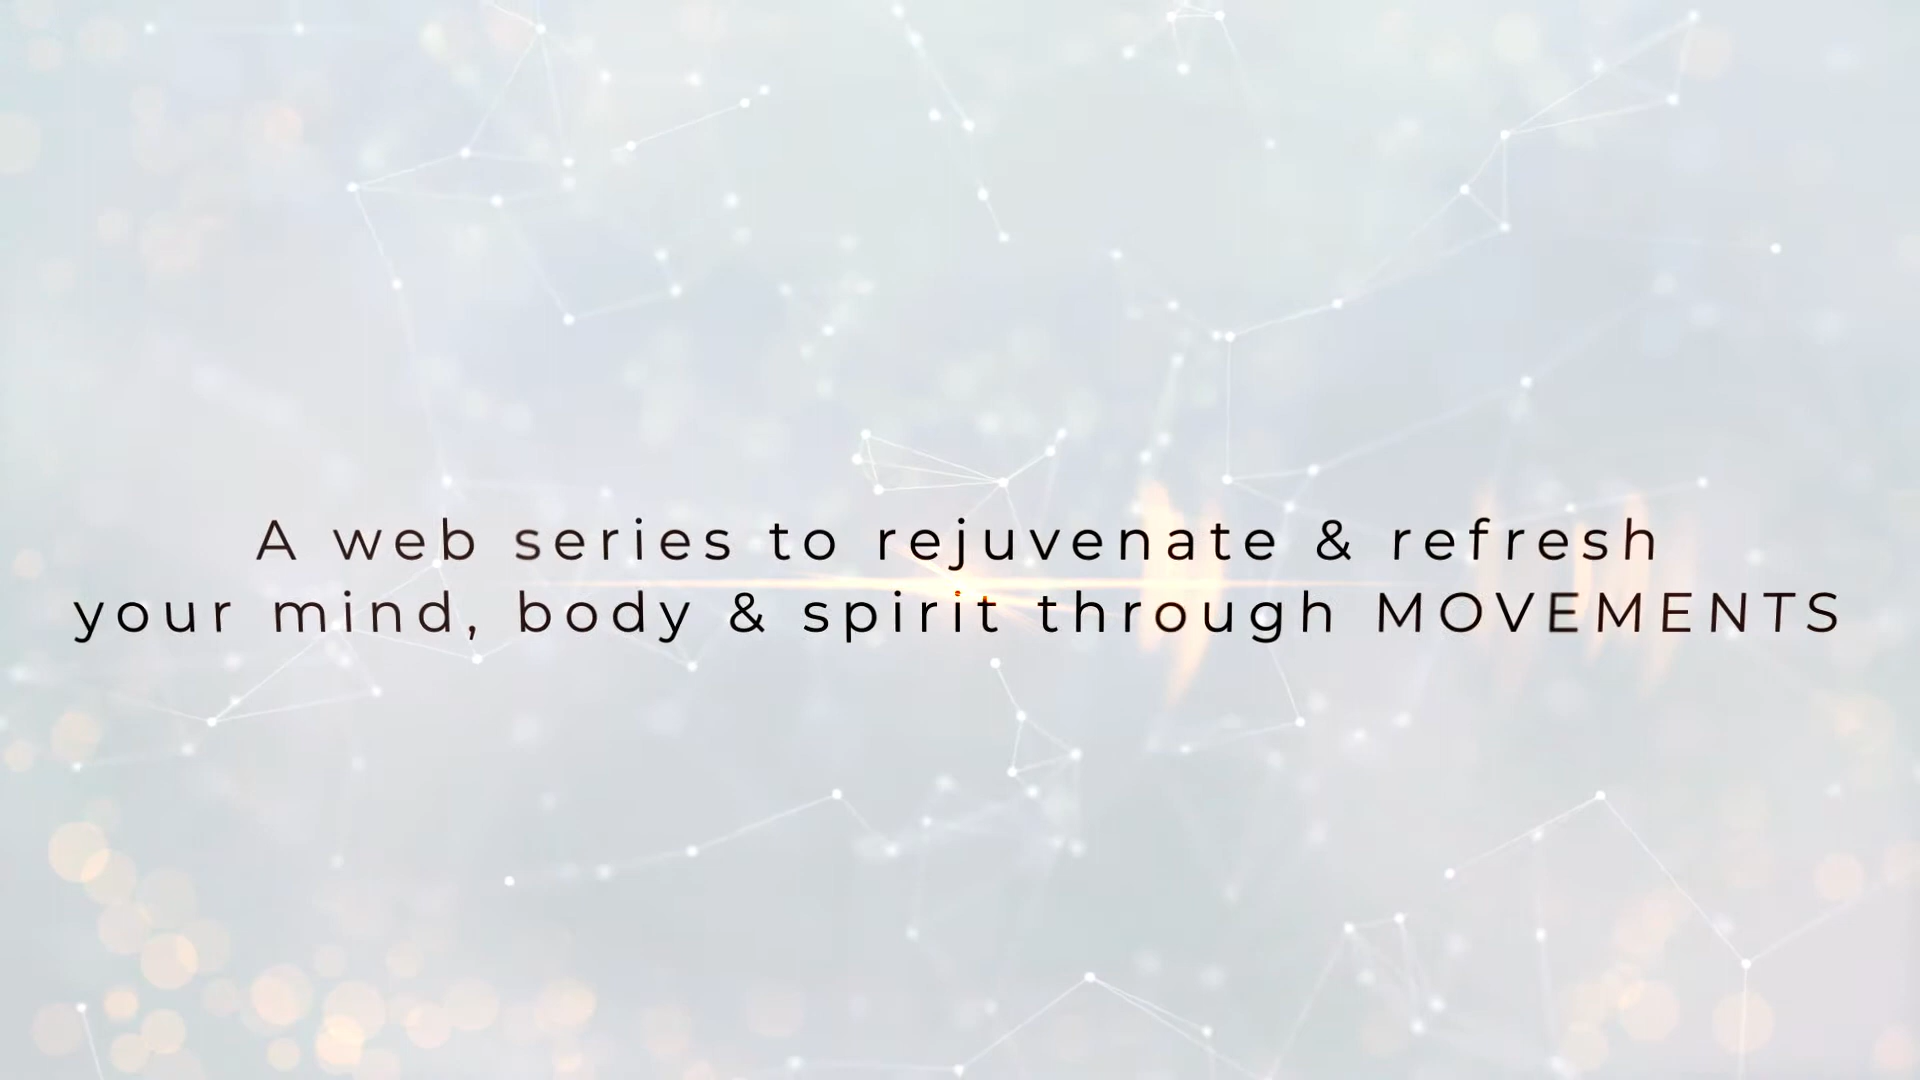 A web series to rejuvenate & refresh
your mind, body & spirit through MOVEMENTS